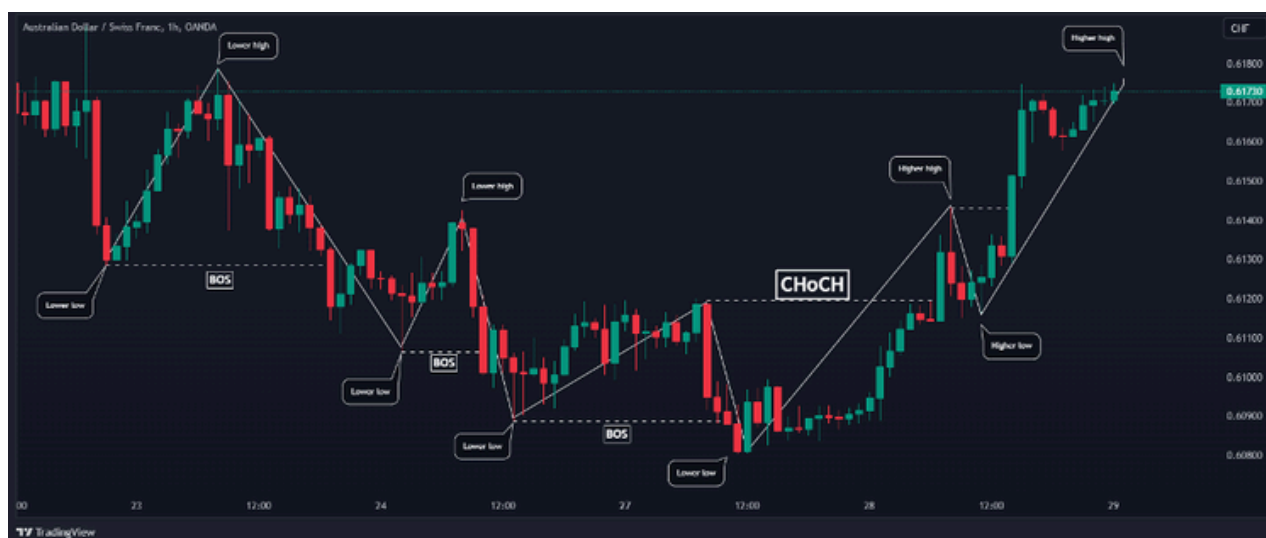 Australian Dollar / Swiss Franc, 1h, OANDA
CHF
Lower high
Higher high
0.61800
0.61730
0.61700
0.61600
Higher high
Lower high
0.61500
0.61400
0.61300
BOS
CHoCH
Lower low
0.61200
Higher low
0.61100
BOS
Lower low
0.61000
0.60900
BOS
Lower low
Lower low
0.60800
00
23
12:00
24
12:00
27
12:00
28
12:00
29
TradingView